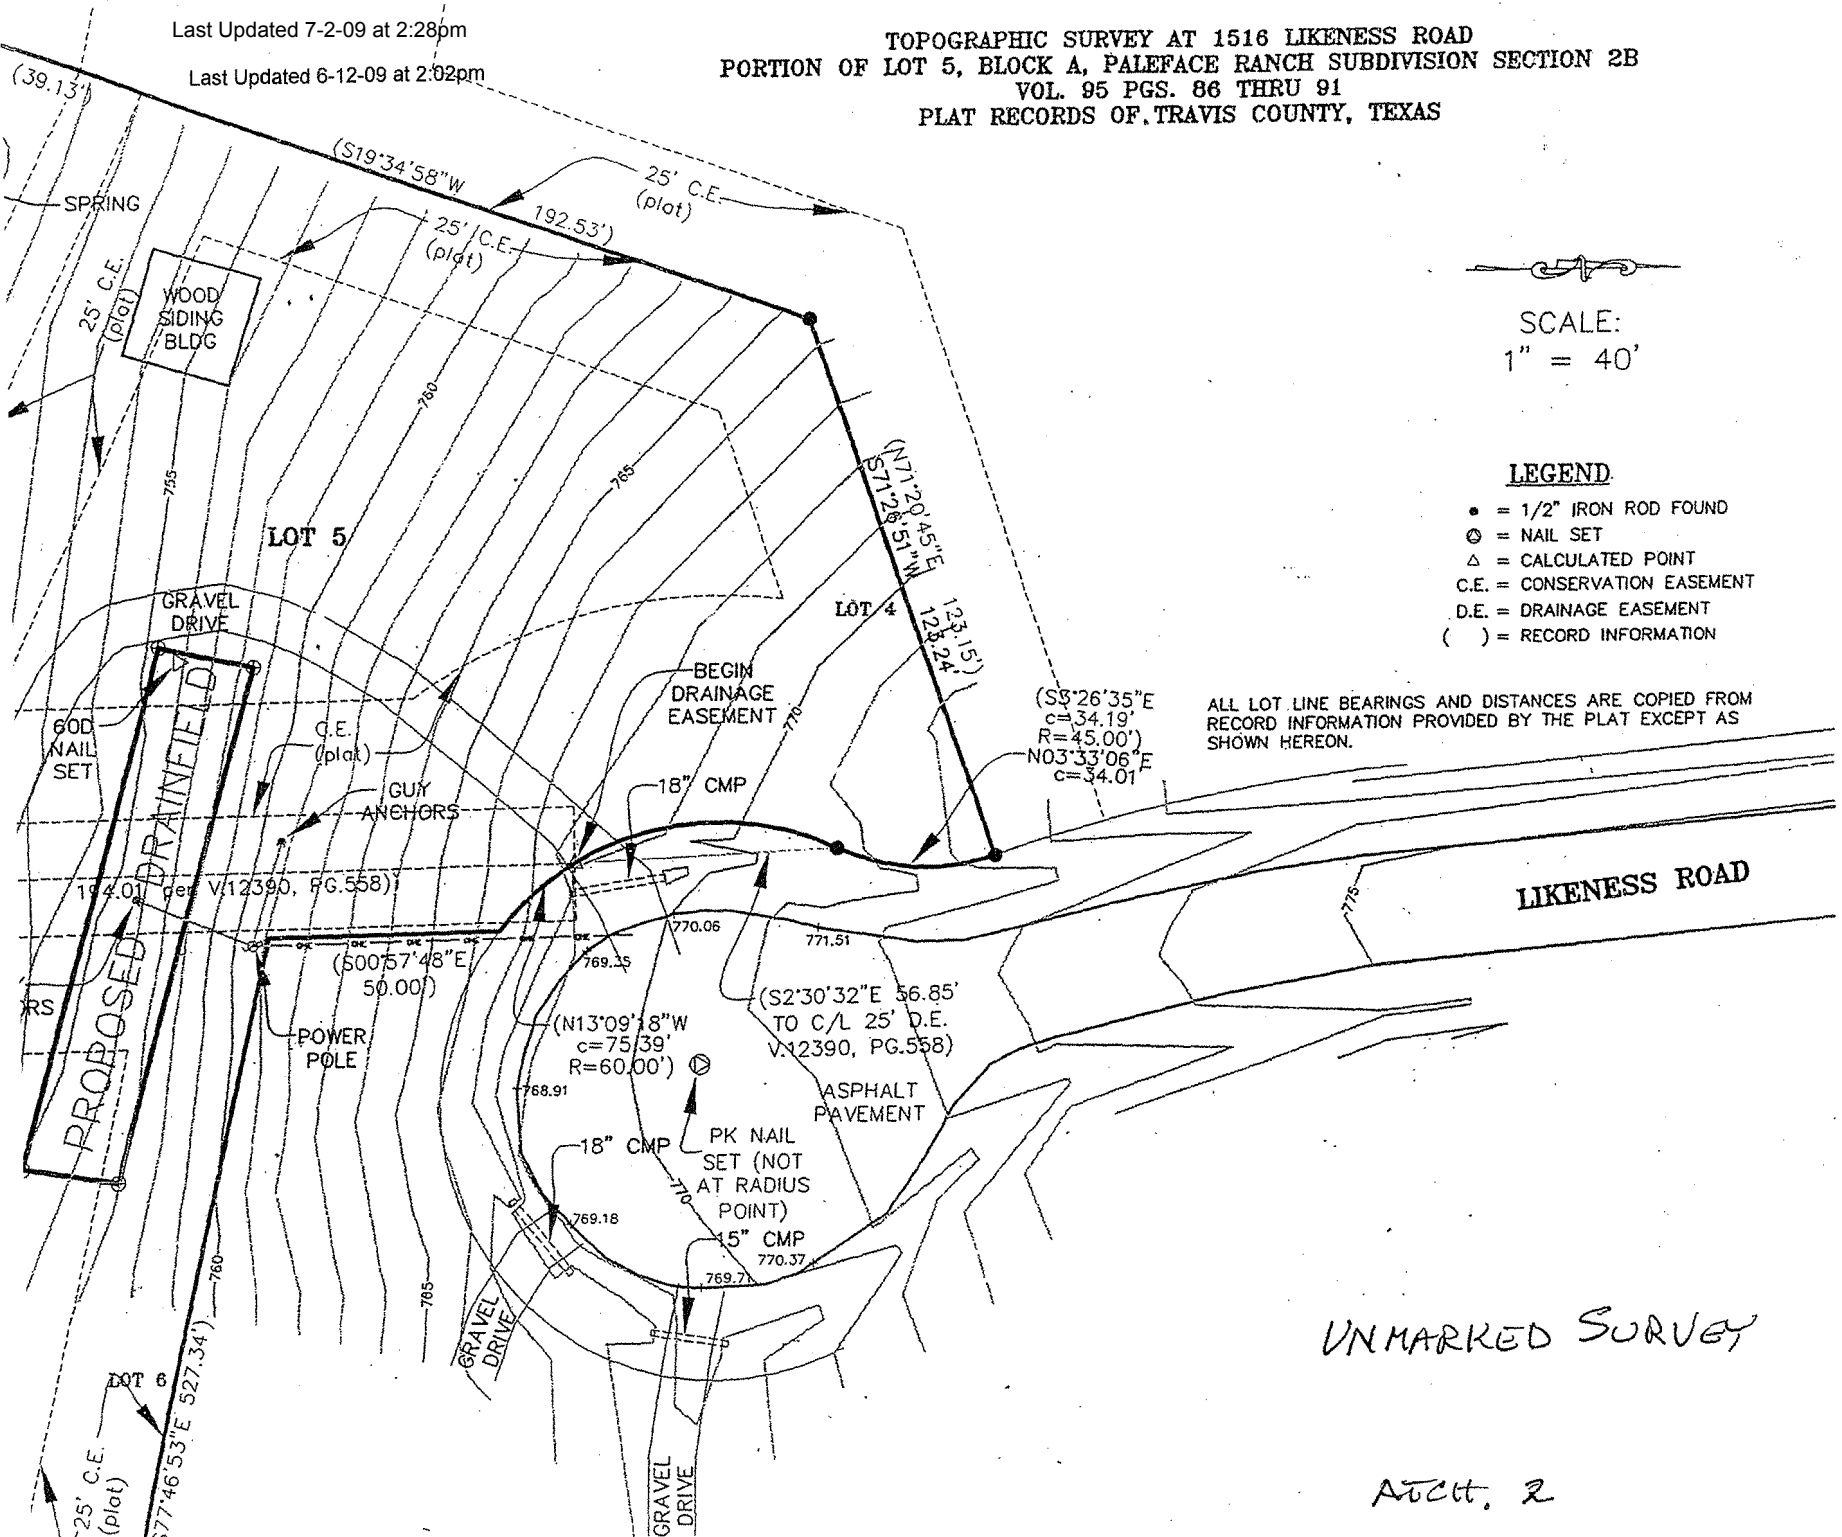 Last Updated 7-2-09 at 2:28pm
Last Updated 6-12-09 at 2:02pm
TOPOGRAPHIC SURVEY AT 1516 LIKENESS ROAD
PORTION OF LOT 5, BLOCK A, PALEFACE RANCH SUBDIVISION SECTION 2B
VOL. 95 PGS. 86 THRU 91
PLAT RECORDS OF TRAVIS COUNTY, TEXAS
(39.13')
(S19°34'58"W
192.53')
25' C.E.
(plat)
25' C.E.
(plat)
SPRING
25' C.E.
(plat)
WOOD
SIDING
BLDG
SCALE:
1" = 40'
760
765
755
LOT 5
(N71°20'45"E 123.15')
S71°26'51"W 123.24'
LEGEND
• = 1/2" IRON ROD FOUND
= NAIL SET
△ = CALCULATED POINT
C.E. = CONSERVATION EASEMENT
D.E. = DRAINAGE EASEMENT
( ) = RECORD INFORMATION
GRAVEL
DRIVE
LOT 4
BEGIN
DRAINAGE
EASEMENT
770
(S3°26'35"E
c=34.19'
R=45.00')
N03°33'06"E
c=34.01'
ALL LOT LINE BEARINGS AND DISTANCES ARE COPIED FROM
RECORD INFORMATION PROVIDED BY THE PLAT EXCEPT AS
SHOWN HEREON.
60D
NAIL
SET
C.E.
(plat)
GUY
ANCHORS
18" CMP
PROPOSED DRAINFIELD
194.01' per V.12390, PG.558)
LIKENESS ROAD
775
770.06
771.51
769.35
(S00°57'48"E
50.00')
RS
POWER
POLE
(N13°09'18"W
c=75.39'
R=60.00')
(S2°30'32"E 56.85'
TO C/L 25' D.E.
V.12390, PG.558)
768.91
ASPHALT
PAVEMENT
18" CMP
PK NAIL
SET (NOT
AT RADIUS
POINT)
770
769.18
15" CMP
770.37
769.71
760
765
GRAVEL
DRIVE
LOT 6
S77°46'53"E 527.34')
25' C.E.
(plat)
GRAVEL
DRIVE
UNMARKED SURVEY
ATCH. 2